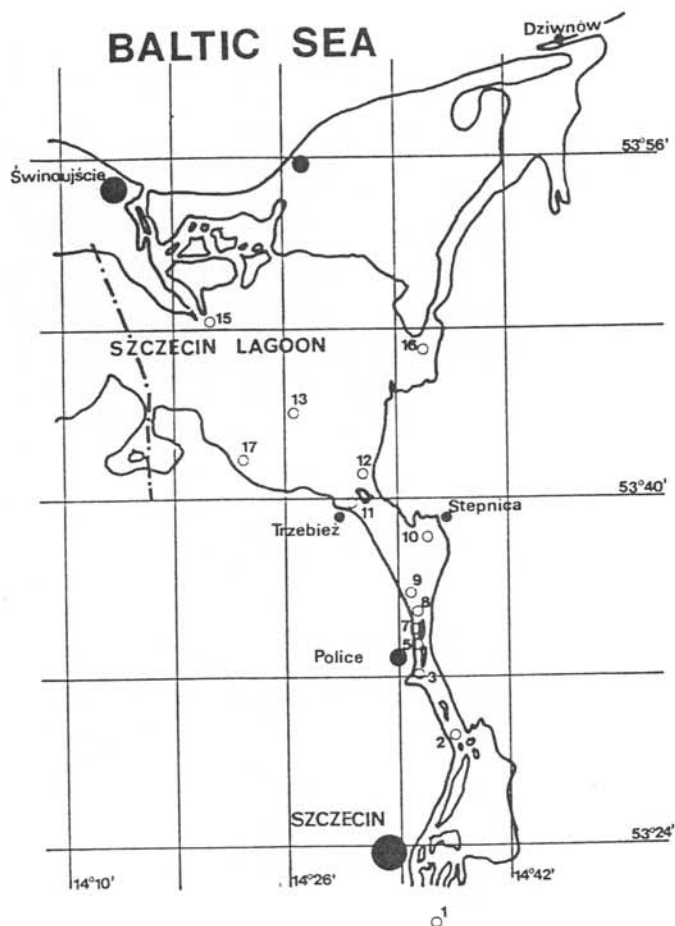 Dziwnów
BALTIC SEA
53°56'
Świnoujście
15
SZCZECIN LAGOON
16
13
17
12
53°40'
11
Stepnica
Trzebież
10
9
8
7
5
Police
3
2
SZCZECIN
53°24'
14°10'
14°26'
14°42'
1